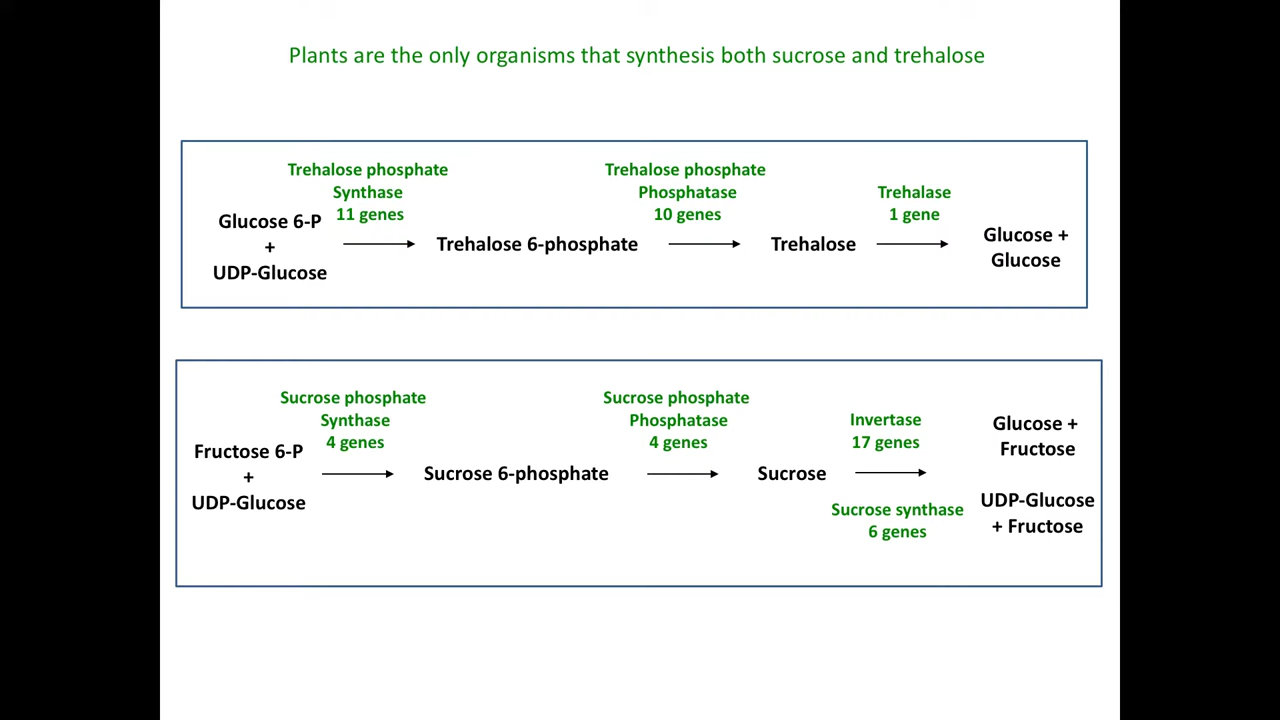 Plants are the only organisms that synthesis both sucrose and trehalose
Trehalose phosphate
Synthase
11 genes
Trehalose phosphate
Phosphatase
10 genes
Trehalase
1 gene
Glucose 6-P
+
UDP-Glucose
Trehalose 6-phosphate
Trehalose
Glucose +
Glucose
Sucrose phosphate
Synthase
4 genes
Sucrose phosphate
Phosphatase
4 genes
Invertase
17 genes
Glucose +
Fructose
Fructose 6-P
+
UDP-Glucose
Sucrose 6-phosphate
Sucrose
Sucrose synthase
6 genes
UDP-Glucose
+ Fructose